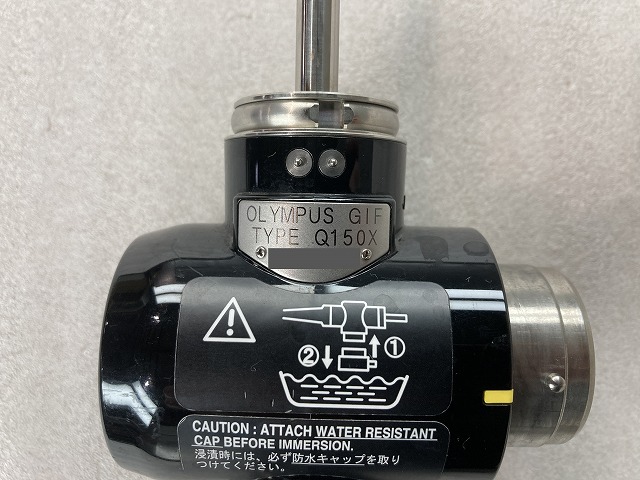 OLYMPUS GIF
TYPE Q150X
①
②
CAUTION : ATTACH WATER RESISTANT
CAP BEFORE IMMERSION.
浸漬時には、必ず防水キャップを取り
つけてください。